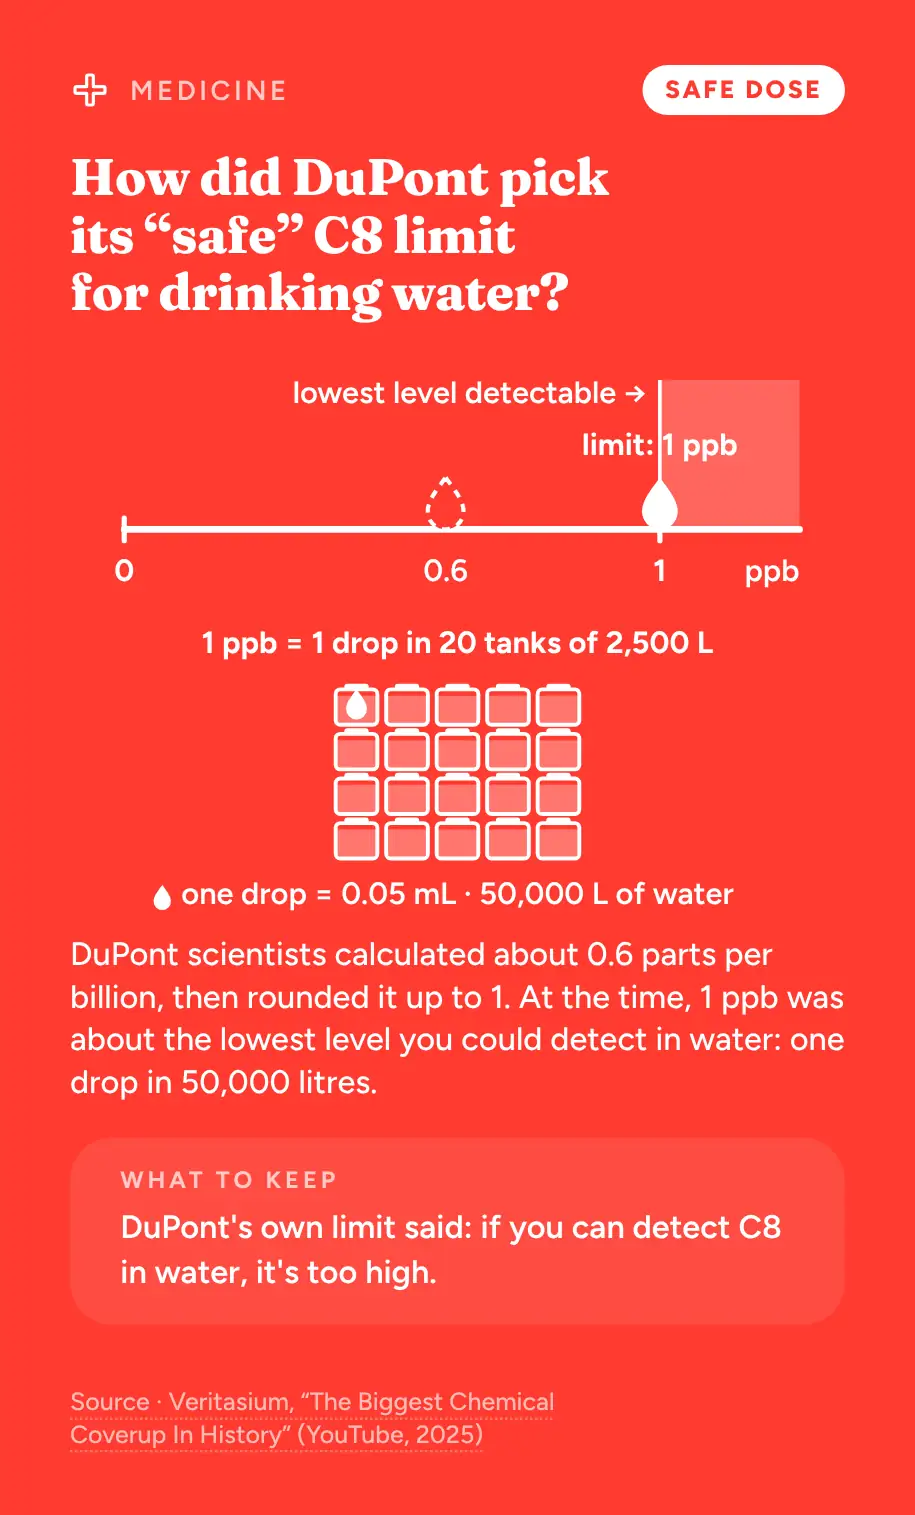 MEDICINE
SAFE DOSE
How did DuPont pick
its “safe” C8 limit
for drinking water?
lowest level detectable →
limit: 1 ppb
0
0.6
1
ppb
1 ppb = 1 drop in 20 tanks of 2,500 L
one drop = 0.05 mL · 50,000 L of water
DuPont scientists calculated about 0.6 parts per
billion, then rounded it up to 1. At the time, 1 ppb was
about the lowest level you could detect in water: one
drop in 50,000 litres.
WHAT TO KEEP
DuPont's own limit said: if you can detect C8
in water, it's too high.
Source · Veritasium, “The Biggest Chemical
Coverup In History” (YouTube, 2025)